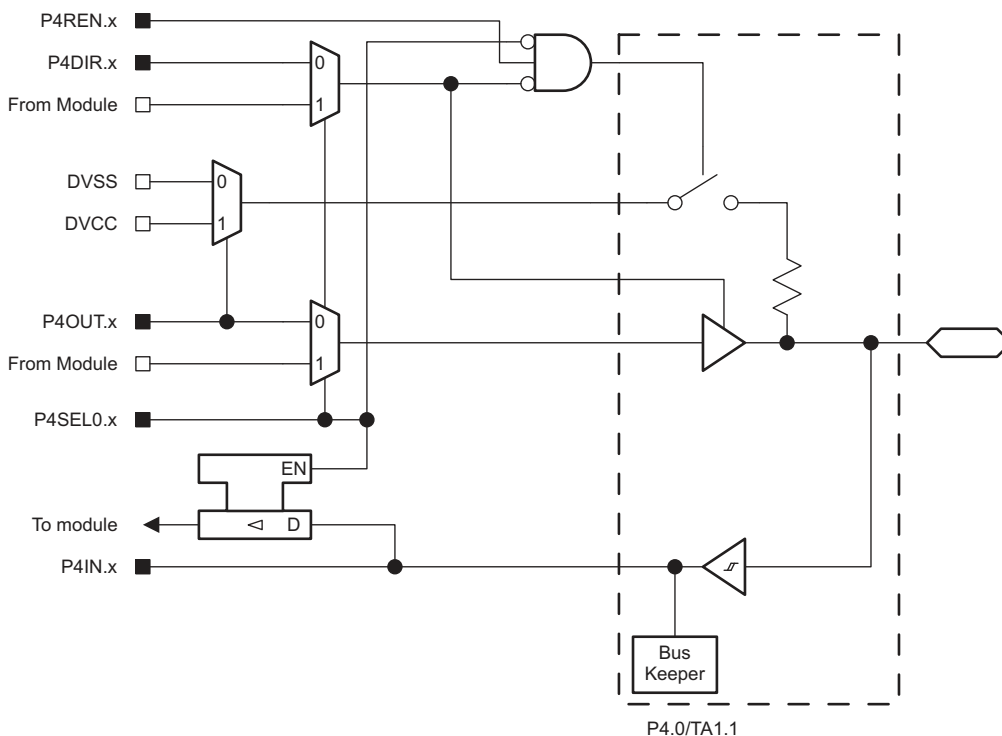 P4REN.x
P4DIR.x
0
From Module
1
DVSS
0
DVCC
1
P4OUT.x
0
From Module
1
P4SEL0.x
EN
To module
D
P4IN.x
Bus
Keeper
P4.0/TA1.1